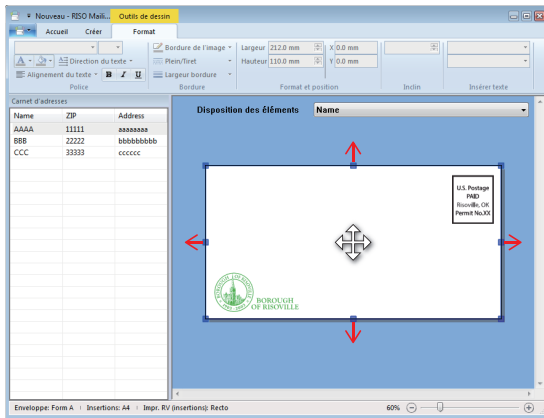 Nouveau - RISO Maili... Outils de dessin
Accueil Créer Format
Bordure de l'image Largeur 212.0 mm X 0.0 mm
A Direction du texte Plein/Tiret Hauteur 110.0 mm Y 0.0 mm
Alignement du texte B I U Largeur bordure
Police Bordure Format et position Inclin Insérer texte
Carnet d'adresses
Name ZIP Address
AAAA 11111 aaaaaaaa
BBB 22222 bbbbbbbbb
CCC 33333 cccccc
Disposition des éléments Name
U.S. Postage
PAID
Risoville, OK
Permit No.XX
BOROUGH
OF RISOVILLE
Enveloppe: Form A Insertions: A4 Impr. RV (insertions): Recto 60%